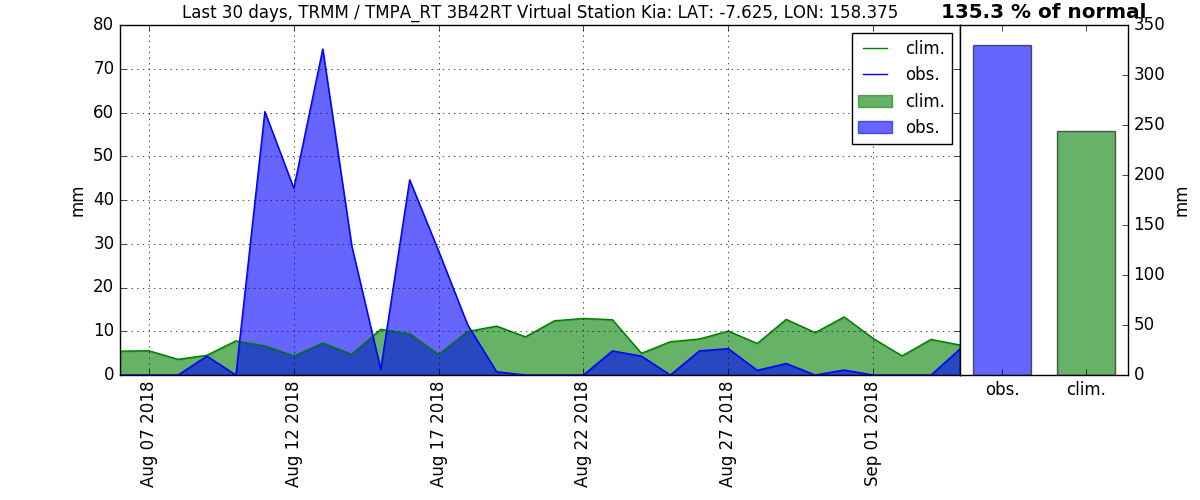 Last 30 days, TRMM / TMPA_RT 3B42RT Virtual Station Kia: LAT: -7.625, LON: 158.375
135.3 % of normal
80
70
60
50
40
30
20
10
0
mm
clim.
obs.
clim.
obs.
Aug 07 2018
Aug 12 2018
Aug 17 2018
Aug 22 2018
Aug 27 2018
Sep 01 2018
350
300
250
200
150
100
50
0
mm
obs.
clim.